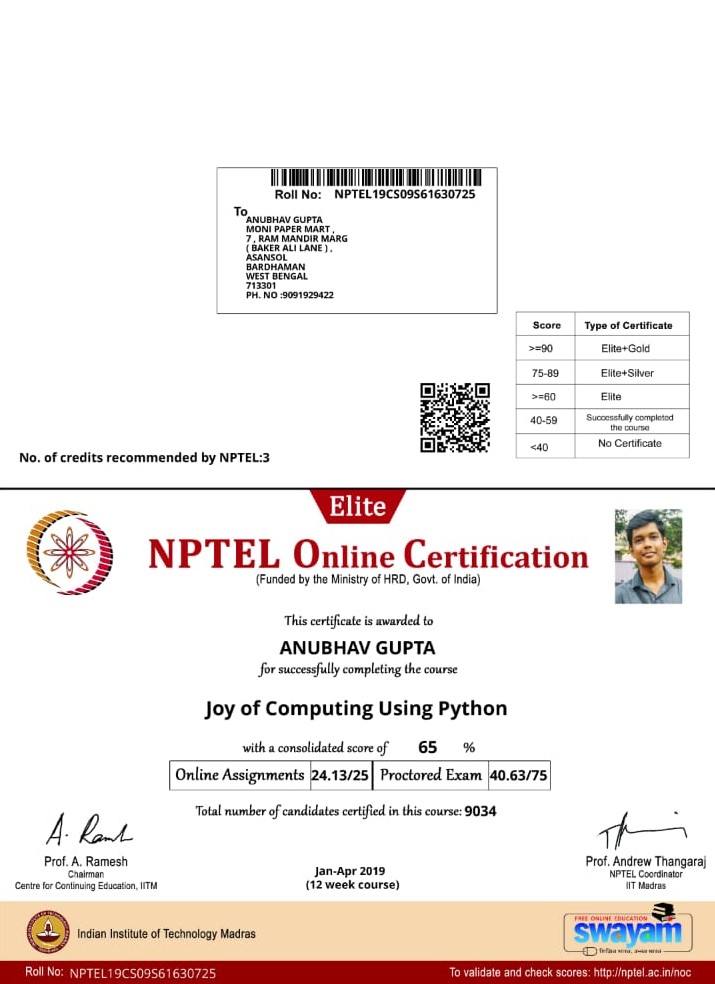 Roll No: NPTEL19CS09S61630725
To
ANUBHAV GUPTA
MONI PAPER MART ,
7 , RAM MANDIR MARG
( BAKER ALI LANE ) ,
ASANSOL
BARDHAMAN
WEST BENGAL
713301
PH. NO :9091929422
Score Type of Certificate
>=90 Elite+Gold
75-89 Elite+Silver
>=60 Elite
40-59 Successfully completed the course
<40 No Certificate
No. of credits recommended by NPTEL:3
Elite
NPTEL Online Certification
(Funded by the Ministry of HRD, Govt. of India)
This certificate is awarded to
ANUBHAV GUPTA
for successfully completing the course
Joy of Computing Using Python
with a consolidated score of 65 %
Online Assignments 24.13/25 Proctored Exam 40.63/75
Total number of candidates certified in this course: 9034
A. Ramesh
Prof. A. Ramesh
Chairman
Centre for Continuing Education, IITM
Jan-Apr 2019
(12 week course)
Prof. Andrew Thangaraj
NPTEL Coordinator
IIT Madras
Indian Institute of Technology Madras
FREE ONLINE EDUCATION
swayam
शिक्षित भारत, उन्नत भारत
Roll No: NPTEL19CS09S61630725
To validate and check scores: http://nptel.ac.in/noc